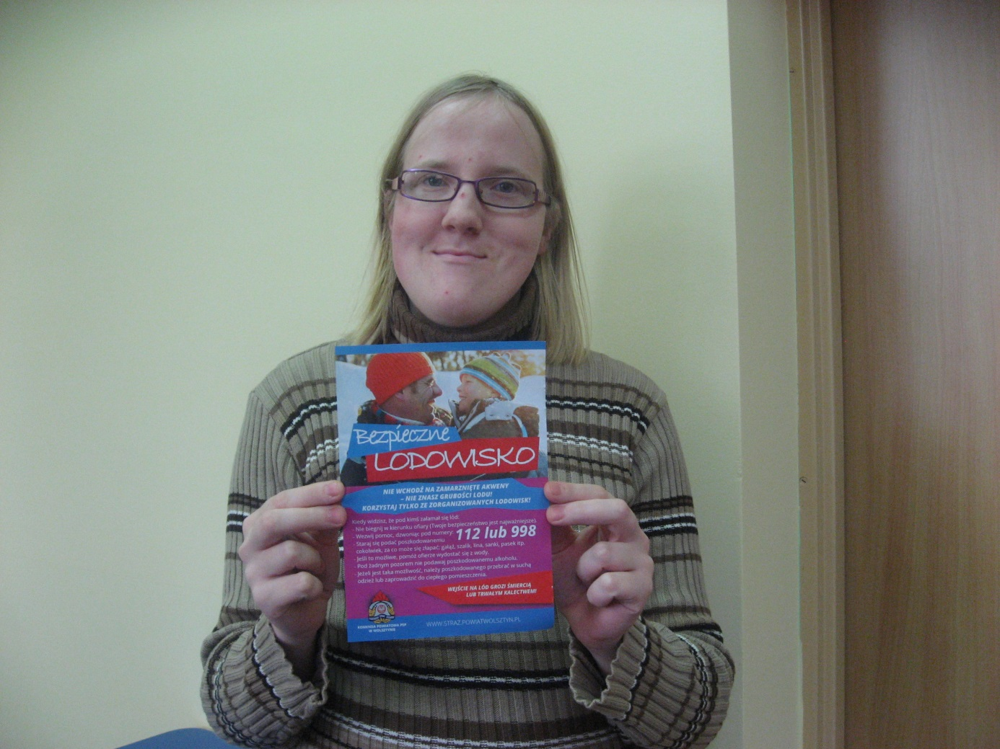 Bezpieczne
LODOWISKO
NIE WCHODŹ NA ZAMARZNIĘTE AKWENY
– NIE ZNASZ GRUBOŚCI LODU!
KORZYSTAJ TYLKO ZE ZORGANIZOWANYCH LODOWISK!
Kiedy widzisz, że pod kimś załamał się lód:
- Nie biegnij w kierunku ofiary (Twoje bezpieczeństwo jest najważniejsze).
- Wezwij pomoc, dzwoniąc pod numery: 112 lub 998
- Staraj się podać poszkodowanemu
cokolwiek, za co może się złapać: gałąź, szalik, lina, sanki, pasek itp.
- Jeśli to możliwe, pomóż ofierze wydostać się z wody.
- Pod żadnym pozorem nie podawaj poszkodowanemu alkoholu.
- Jeżeli jest taka możliwość, należy poszkodowanego przebrać w suchą
odzież lub zaprowadzić do ciepłego pomieszczenia.
WEJŚCIE NA LÓD GROZI ŚMIERCIĄ
LUB TRWAŁYM KALECTWEM!
KOMENDA POWIATOWA PSP
W WOLSZTYNIE
WWW.STRAZ.POWIATWOLSZTYN.PL